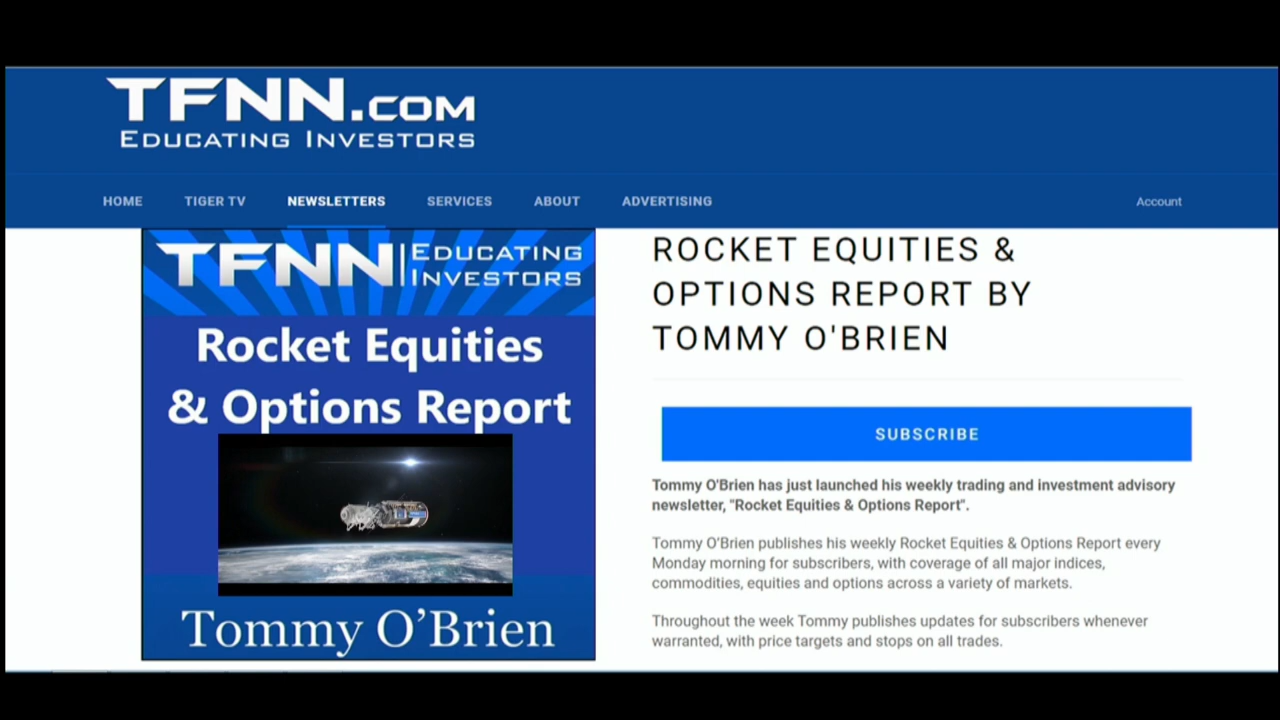 TFNN.COM
EDUCATING INVESTORS
HOME TIGER TV NEWSLETTERS SERVICES ABOUT ADVERTISING Account
TFNN EDUCATING
INVESTORS
Rocket Equities
& Options Report
Tommy O’Brien
ROCKET EQUITIES &
OPTIONS REPORT BY
TOMMY O'BRIEN
SUBSCRIBE
Tommy O'Brien has just launched his weekly trading and investment advisory
newsletter, "Rocket Equities & Options Report".
Tommy O’Brien publishes his weekly Rocket Equities & Options Report every
Monday morning for subscribers, with coverage of all major indices,
commodities, equities and options across a variety of markets.
Throughout the week Tommy publishes updates for subscribers whenever
warranted, with price targets and stops on all trades.